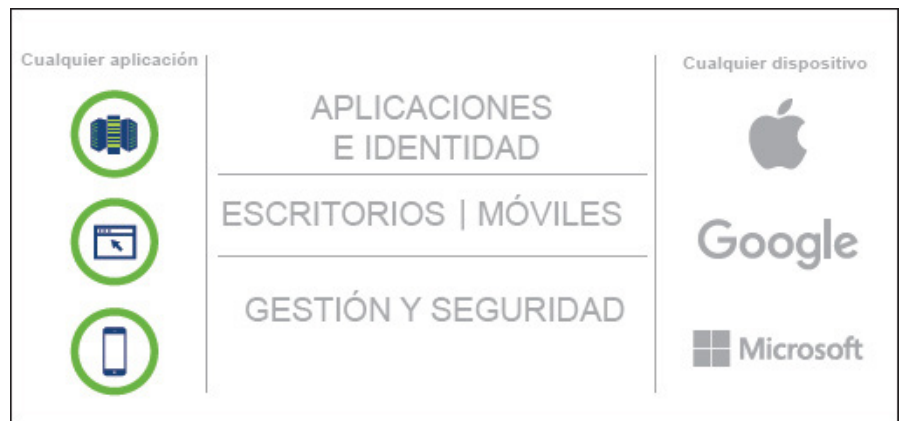 Cualquier aplicación
APLICACIONES
E IDENTIDAD
ESCRITORIOS | MÓVILES
GESTIÓN Y SEGURIDAD
Cualquier dispositivo
Google
Microsoft